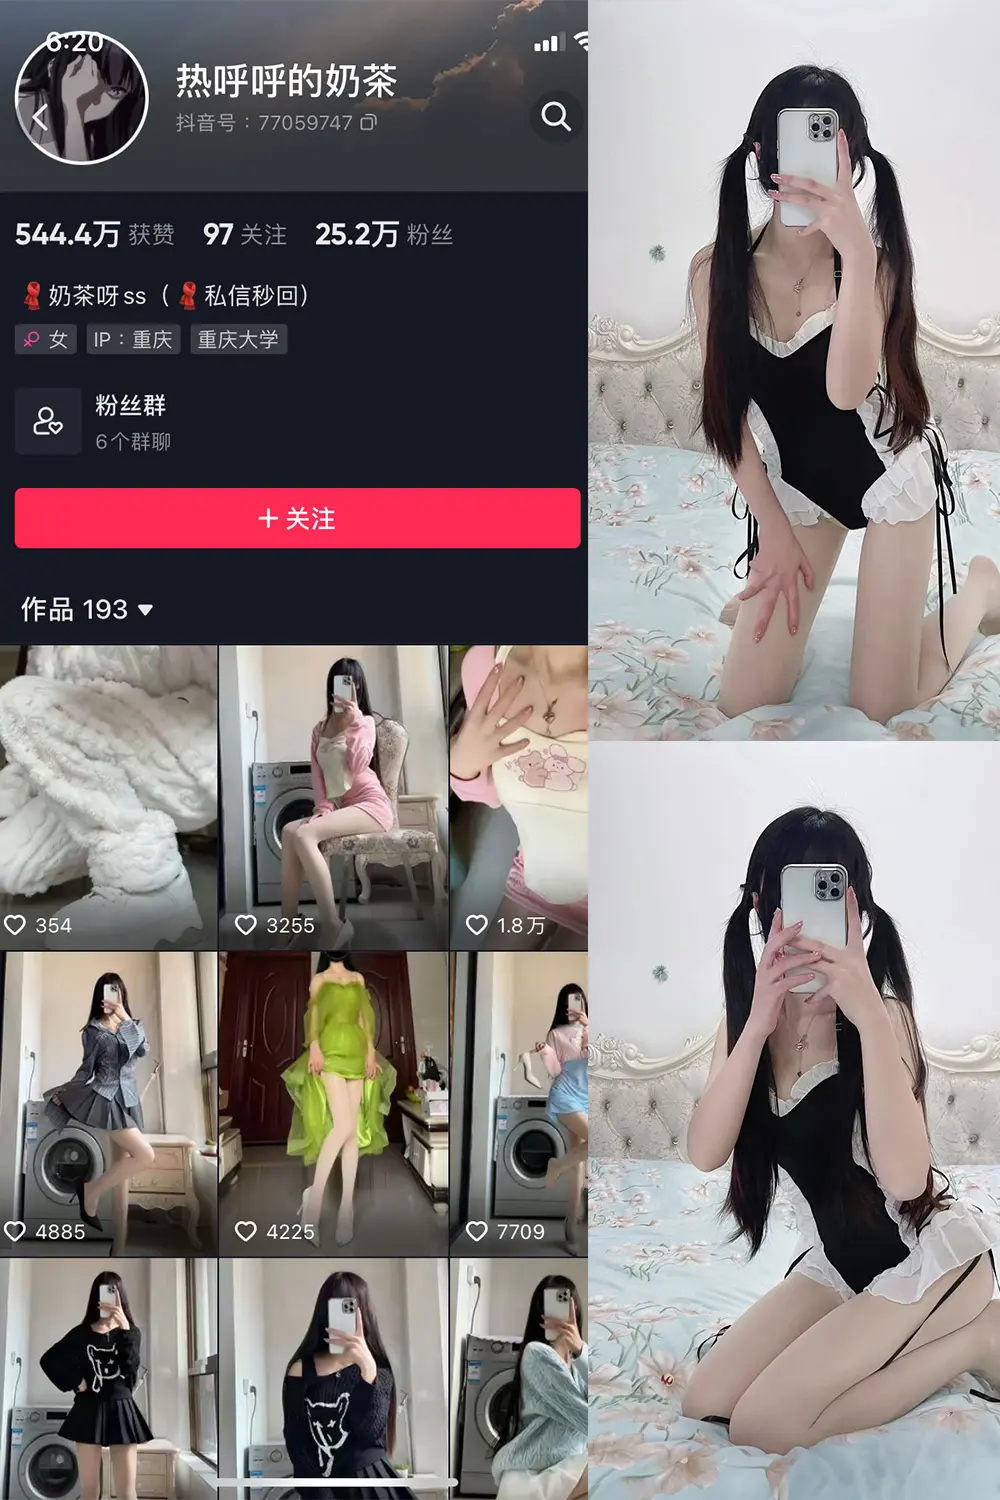 6:20
热呼呼的奶茶
抖音号：77059747
544.4万 获赞 97 关注 25.2万 粉丝
奶茶呀ss（ 私信秒回）
女 IP：重庆 重庆大学
粉丝群
6个群聊
+ 关注
作品 193
354
3255
1.8万
4885
4225
7709